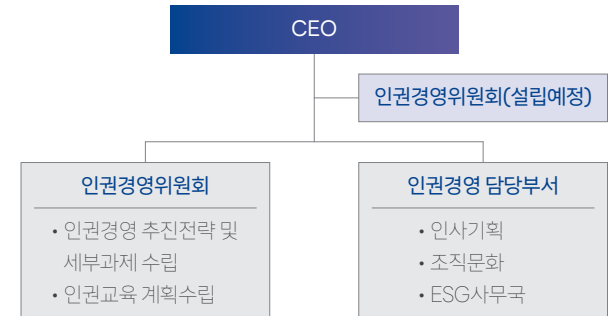 CEO
인권경영위원회(설립예정)
인권경영위원회
• 인권경영 추진전략 및
세부과제 수립
• 인권교육 계획수립
인권경영 담당부서
• 인사기획
• 조직문화
• ESG사무국